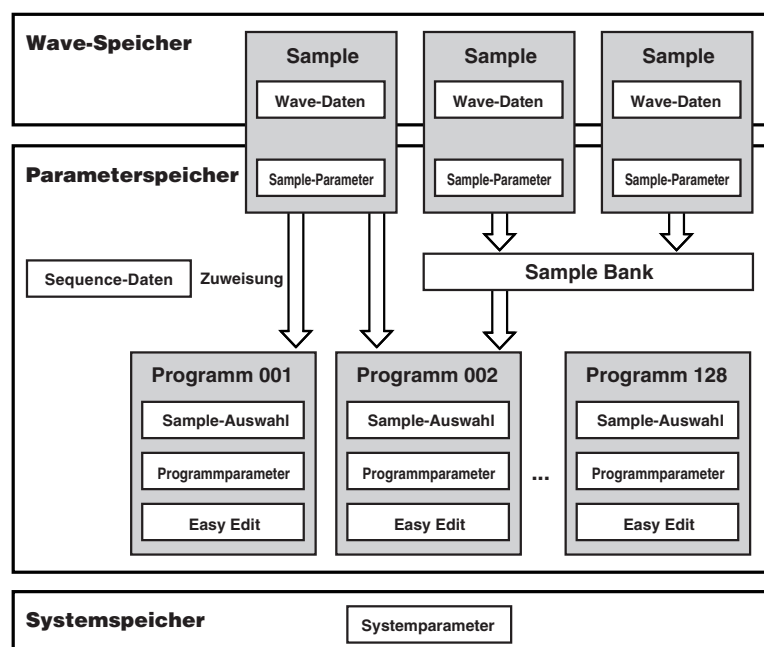 Wave-Speicher
Sample Sample Sample
Wave-Daten Wave-Daten Wave-Daten
Parameterspeicher
Sample-Parameter Sample-Parameter Sample-Parameter
Sequence-Daten Zuweisung Sample Bank
Programm 001 Programm 002 Programm 128
Sample-Auswahl Sample-Auswahl Sample-Auswahl
Programmparameter Programmparameter ... Programmparameter
Easy Edit Easy Edit Easy Edit
Systemspeicher Systemparameter